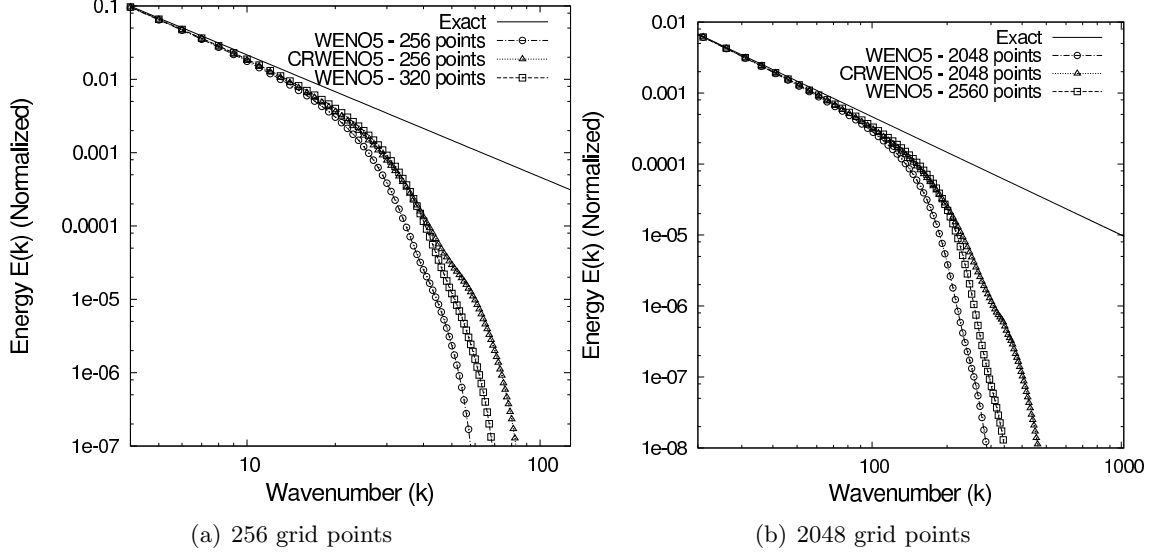 0.1
0.01
0.001
0.0001
1e-05
1e-06
1e-07
10
100
Energy E(k) (Normalized)
Wavenumber (k)
Exact
WENO5 - 256 points
CRWENO5 - 256 points
WENO5 - 320 points
(a) 256 grid points
0.01
0.001
0.0001
1e-05
1e-06
1e-07
1e-08
100
1000
Energy E(k) (Normalized)
Wavenumber (k)
Exact
WENO5 - 2048 points
CRWENO5 - 2048 points
WENO5 - 2560 points
(b) 2048 grid points